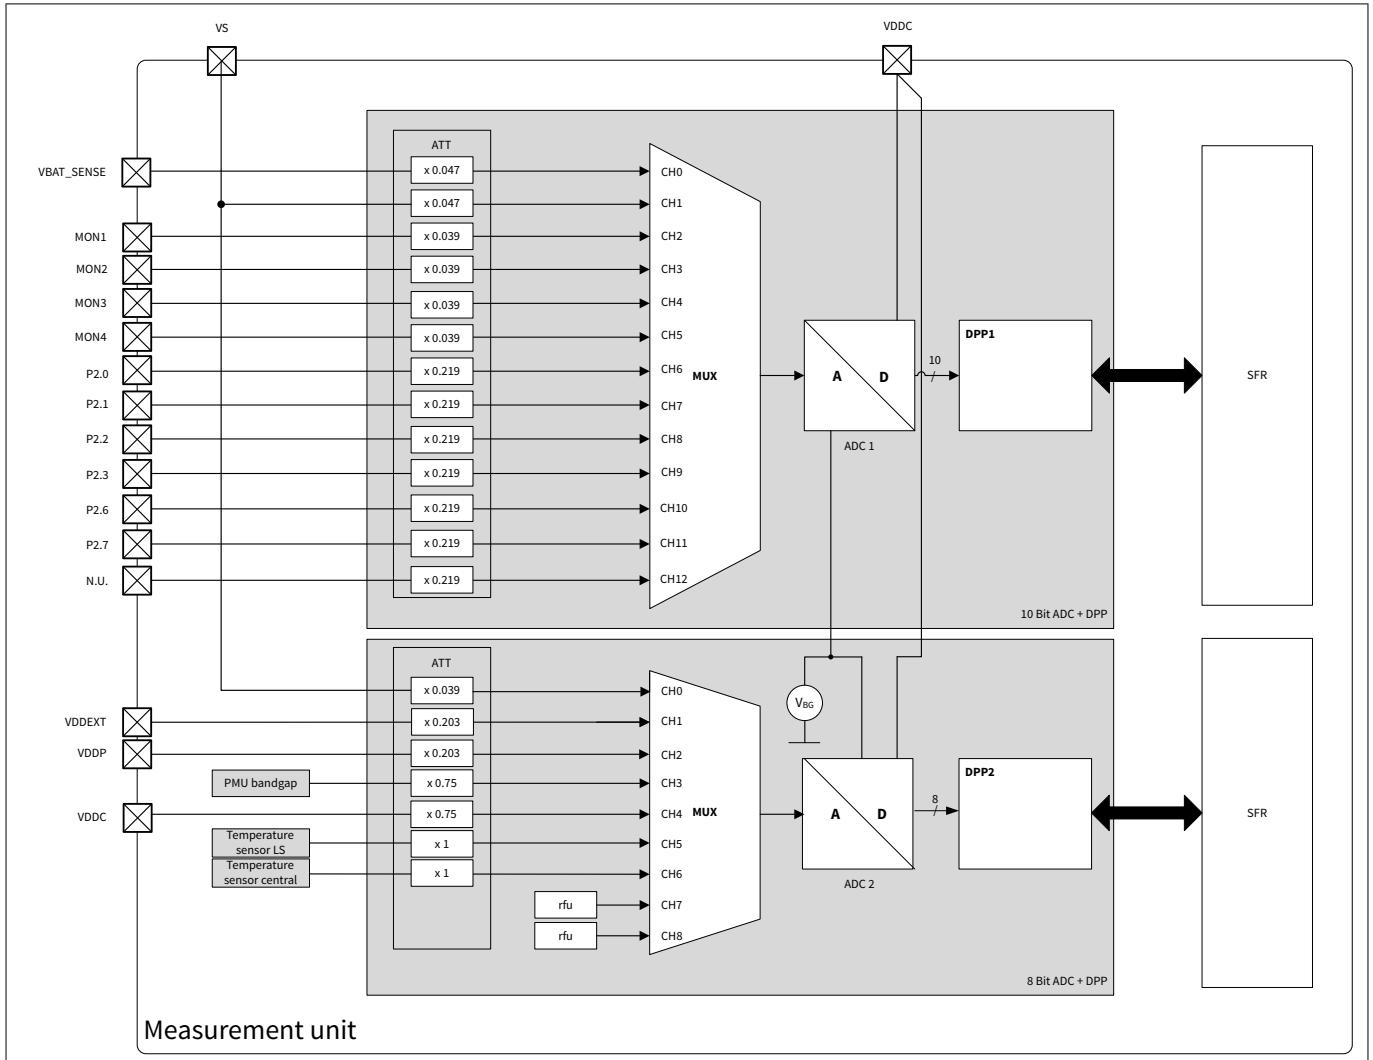 VS
VDDC
ATT
VBAT_SENSE
x 0.047
CH0
x 0.047
CH1
MON1
x 0.039
CH2
MON2
x 0.039
CH3
MON3
x 0.039
CH4
MON4
x 0.039
CH5
P2.0
x 0.219
CH6
P2.1
x 0.219
CH7
P2.2
x 0.219
CH8
P2.3
x 0.219
CH9
P2.6
x 0.219
CH10
P2.7
x 0.219
CH11
N.U.
x 0.219
CH12
MUX
A
D
ADC 1
10
DPP1
SFR
10 Bit ADC + DPP
ATT
x 0.039
CH0
VDDEXT
x 0.203
CH1
VDDP
x 0.203
CH2
PMU bandgap
x 0.75
CH3
VDDC
x 0.75
CH4
Temperature
sensor LS
x 1
CH5
Temperature
sensor central
x 1
CH6
rfu
CH7
rfu
CH8
MUX
VBG
A
D
ADC 2
8
DPP2
SFR
8 Bit ADC + DPP
Measurement unit